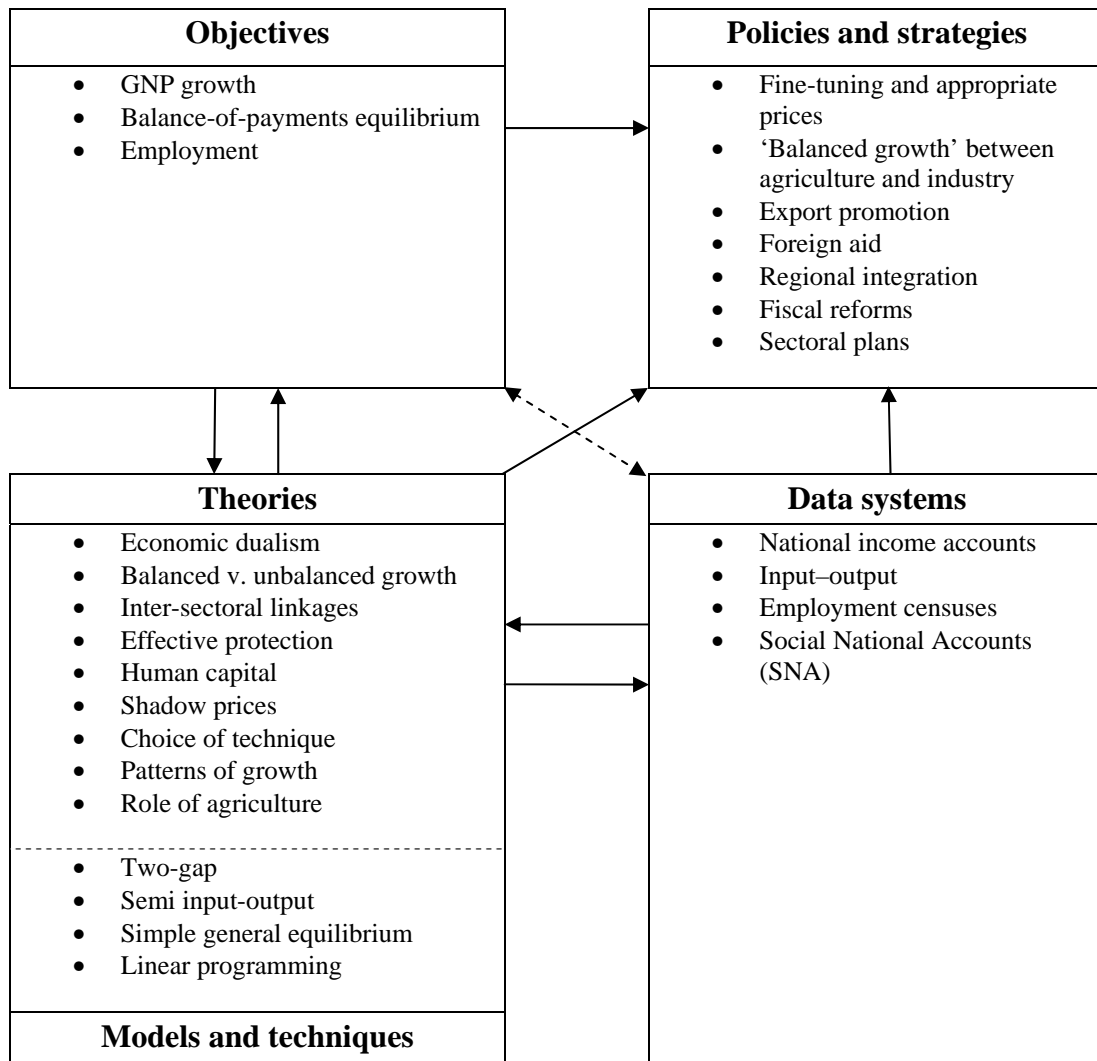 Objectives
• GNP growth
• Balance-of-payments equilibrium
• Employment
Policies and strategies
• Fine-tuning and appropriate
prices
• ‘Balanced growth’ between
agriculture and industry
• Export promotion
• Foreign aid
• Regional integration
• Fiscal reforms
• Sectoral plans
Theories
• Economic dualism
• Balanced v. unbalanced growth
• Inter-sectoral linkages
• Effective protection
• Human capital
• Shadow prices
• Choice of technique
• Patterns of growth
• Role of agriculture
• Two-gap
• Semi input-output
• Simple general equilibrium
• Linear programming
Models and techniques
Data systems
• National income accounts
• Input–output
• Employment censuses
• Social National Accounts
(SNA)